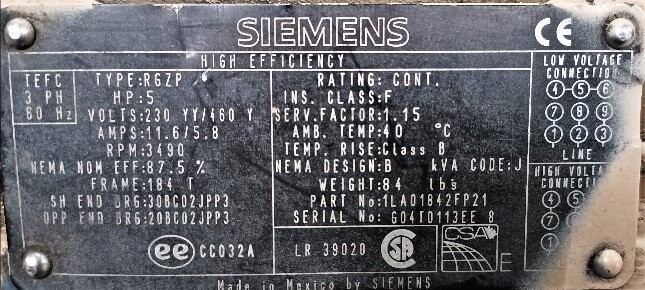 SIEMENS
CE
HIGH EFFICIENCY
TEFC
3 PH
60 Hz
TYPE:RGZP
HP:5
VOLTS:230 YY/460 Y
AMPS:11.6/5.8
RPM:3490
NEMA NOM EFF:87.5 %
FRAME:184 T
SH END BRG:30BC02JPP3
OPP END BRG:20BC02JPP3
RATING: CONT.
INS. CLASS:F
SERV.FACTOR:1.15
AMB. TEMP:40 °C
TEMP. RISE:Class B
NEMA DESIGN:B kVA CODE:J
WEIGHT:84 lbs
PART No:1LA01842FP21
SERIAL No: G04T0113EE 8
LOW VOLTAGE
CONNECTION
4-5-6
7 8 9
1 2 3
LINE
HIGH VOLTAGE
4 5
7
1
ee CC032A
LR 39020
SA
CSA
E
Made in Mexico by SIEMENS